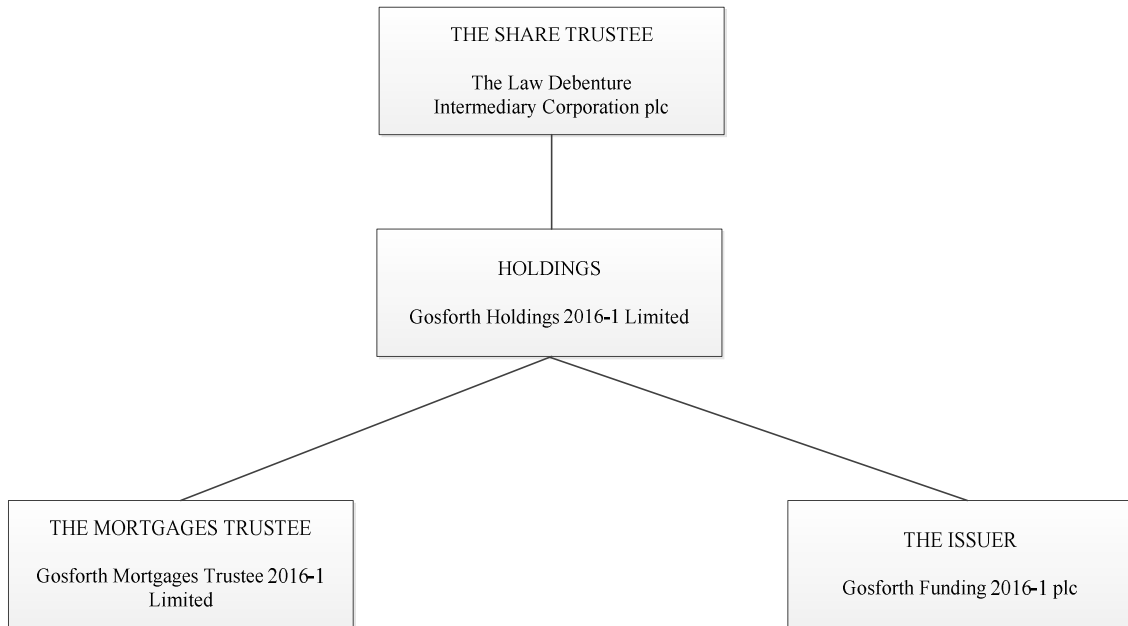 THE SHARE TRUSTEE
The Law Debenture
Intermediary Corporation plc
HOLDINGS
Gosforth Holdings 2016-1 Limited
THE MORTGAGES TRUSTEE
Gosforth Mortgages Trustee 2016-1
Limited
THE ISSUER
Gosforth Funding 2016-1 plc